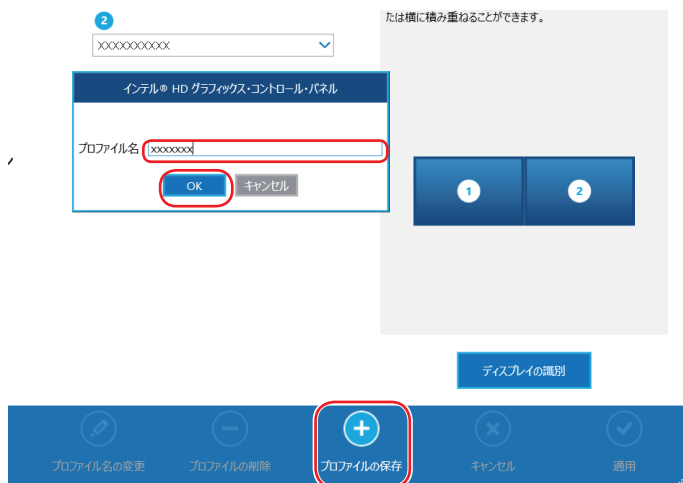 たは横に積み重ねることができます。
2
XXXXXXXXXX
インテル® HD グラフィックス・コントロール・パネル
プロファイル名 xxxxxxx
OK キャンセル
1 2
ディスプレイの識別
プロファイル名の変更 プロファイルの削除 プロファイルの保存 キャンセル 適用